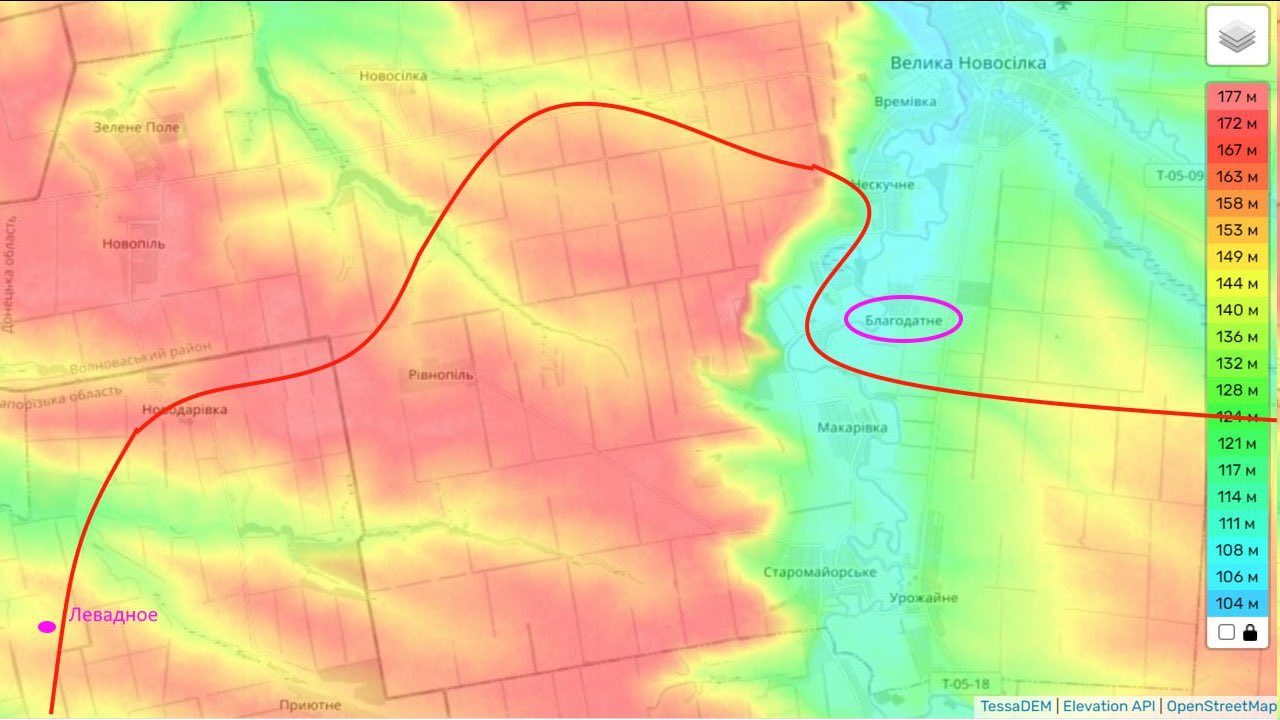 Велика Новосілка
Новосілка
Времівка
Зелене Поле
Т-05-09
Нескучне
Новопіль
Донецька область
Благодатне
Волноваський район
апорізька область
Рівнопіль
Новодарівка
Макарівка
Старомайорське
Урожайне
Левадное
Т-05-18
Приютне
177 м
172 м
167 м
163 м
158 м
153 м
149 м
144 м
140 м
136 м
132 м
128 м
124 м
121 м
117 м
114 м
111 м
108 м
106 м
104 м
TessaDEM | Elevation API | OpenStreetMap